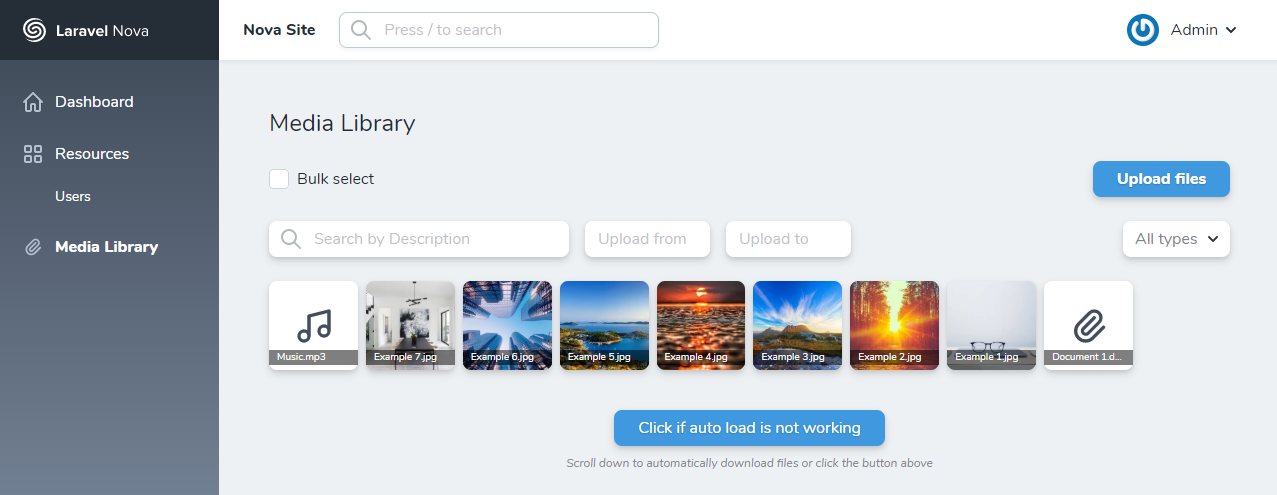 Laravel Nova
Nova Site
Press / to search
Admin
Dashboard
Resources
Users
Media Library
Media Library
Bulk select
Upload files
Search by Description
Upload from
Upload to
All types
Music.mp3
Example 7.jpg
Example 6.jpg
Example 5.jpg
Example 4.jpg
Example 3.jpg
Example 2.jpg
Example 1.jpg
Document 1.d...
Click if auto load is not working
Scroll down to automatically download files or click the button above